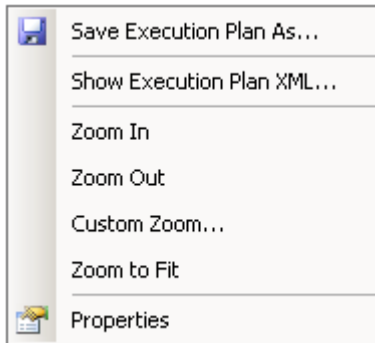 Save Execution Plan As...
Show Execution Plan XML...
Zoom In
Zoom Out
Custom Zoom...
Zoom to Fit
Properties